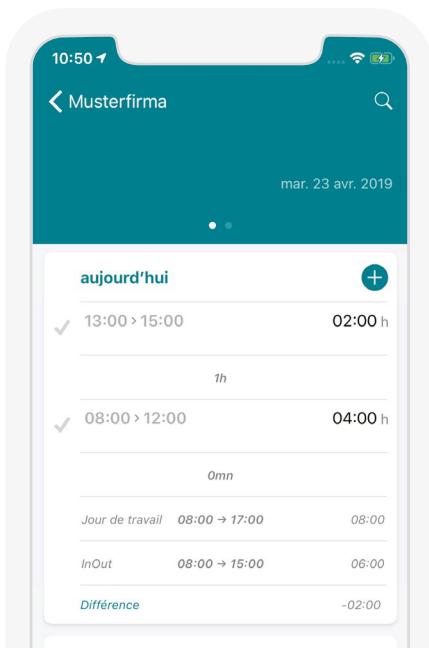 10:50
Musterfirma
mar. 23 avr. 2019
aujourd’hui
13:00 > 15:00 02:00 h
1h
08:00 > 12:00 04:00 h
0mn
Jour de travail 08:00 → 17:00 08:00
InOut 08:00 → 15:00 06:00
Différence -02:00